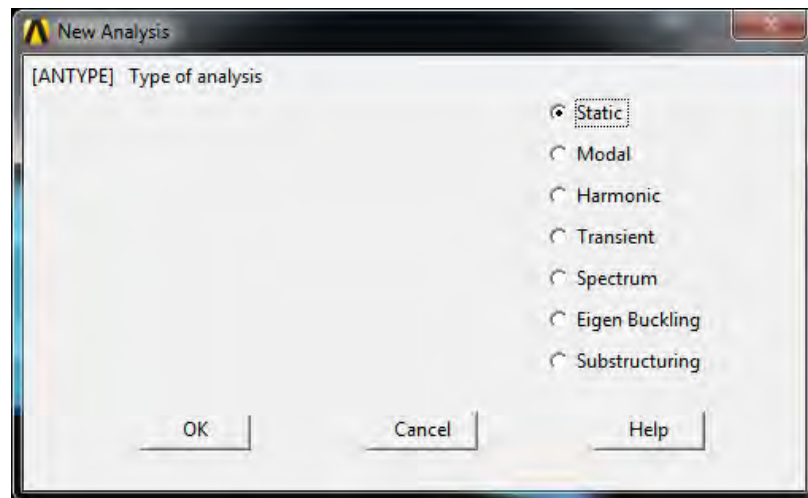 New Analysis
[ANTYPE] Type of analysis
Static
Modal
Harmonic
Transient
Spectrum
Eigen Buckling
Substructuring
OK Cancel Help